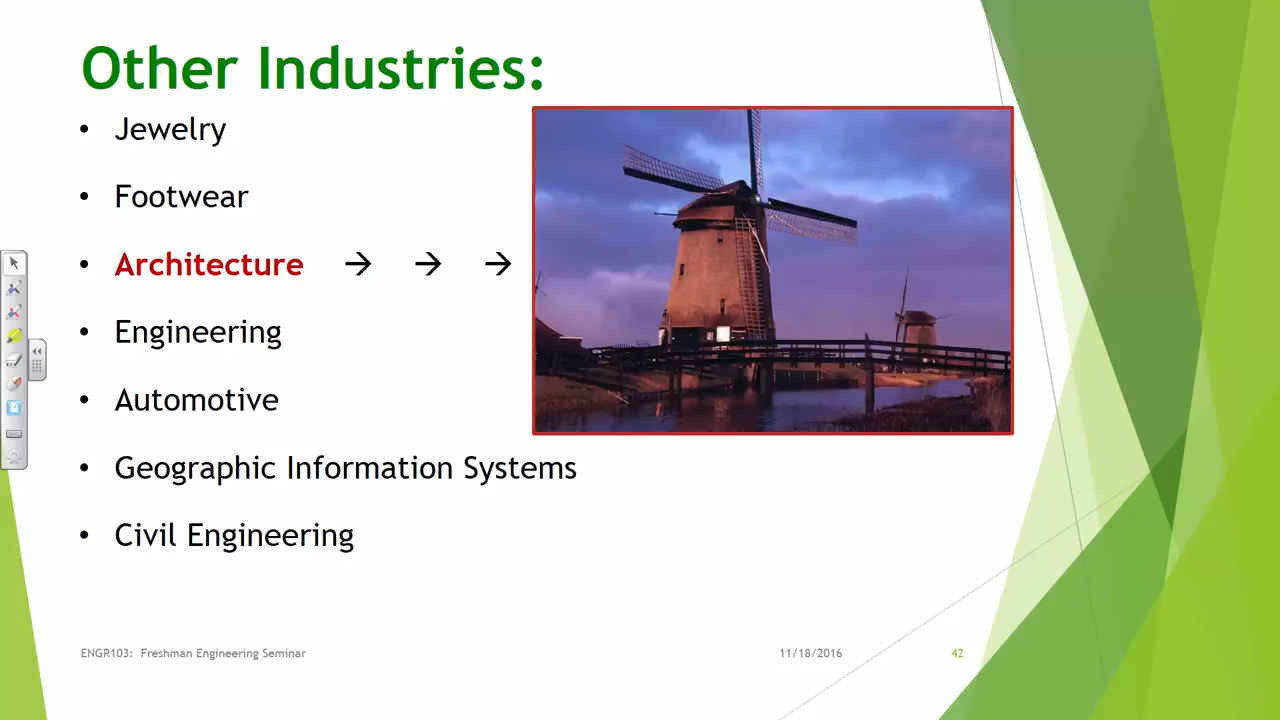 Other Industries:
• Jewelry
• Footwear
• Architecture → → →
• Engineering
• Automotive
• Geographic Information Systems
• Civil Engineering
ENGR103: Freshman Engineering Seminar 11/18/2016 42